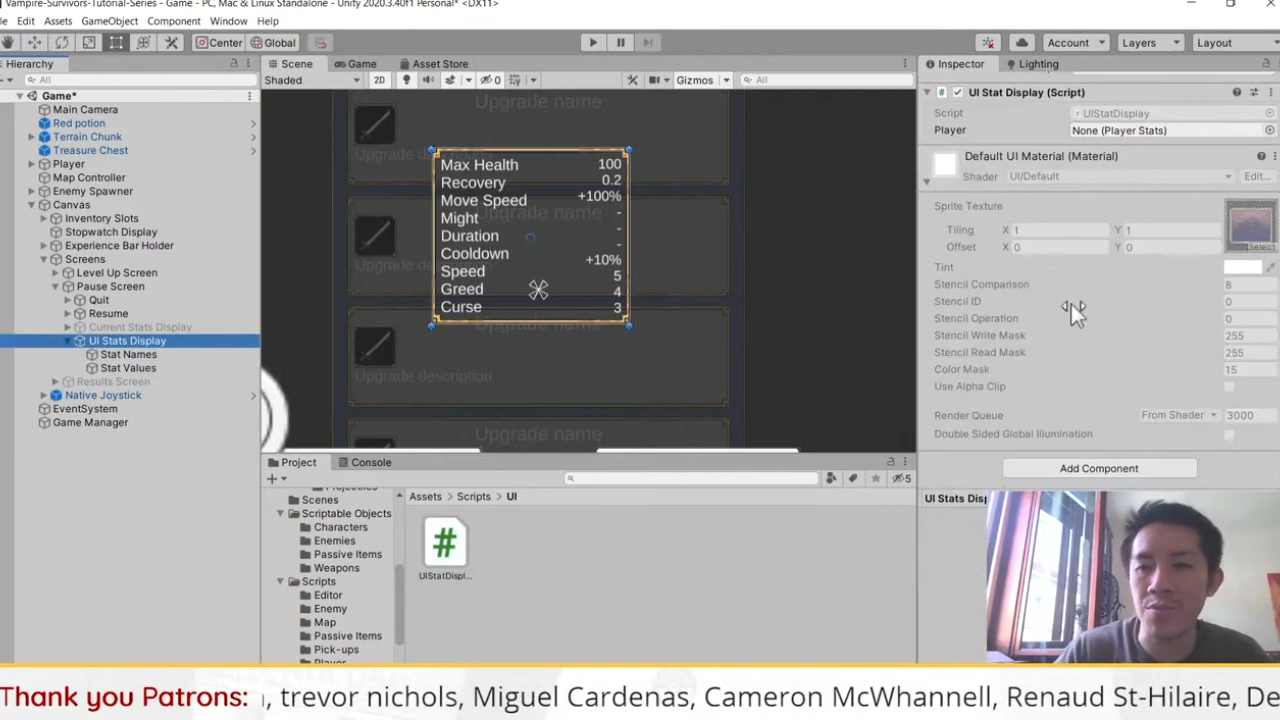 Vampire-Survivors-Tutorial-Series - Game - PC, Mac & Linux Standalone - Unity 2020.3.40f1 Personal* <DX11>
Edit Assets GameObject Component Window Help
Center Global Account Layers Layout
Hierarchy
All
Game*
Main Camera
Red potion
Terrain Chunk
Treasure Chest
Player
Map Controller
Enemy Spawner
Canvas
Inventory Slots
Stopwatch Display
Experience Bar Holder
Screens
Level Up Screen
Pause Screen
Quit
Resume
Current Stats Display
UI Stats Display
Stat Names
Stat Values
Results Screen
Native Joystick
EventSystem
Game Manager
Scene Game Asset Store
Shaded 2D 0 Gizmos All
Upgrade name
Upgrade description
Upgrade name
Upgrade description
Upgrade name
Upgrade description
Upgrade name
Max Health 100
Recovery 0.2
Move Speed +100%
Might -
Duration -
Cooldown -
Speed +10%
Greed 5
Curse 4
3
Project Console
5
Scenes
Scriptable Objects
Characters
Enemies
Passive Items
Weapons
Scripts
Editor
Enemy
Map
Passive Items
Pick-ups
Player
Assets > Scripts > UI
#
UIStatDispl...
Inspector Lighting
UI Stat Display (Script)
Script UIStatDisplay
Player None (Player Stats)
Default UI Material (Material)
Shader UI/Default Edit...
Sprite Texture
Tiling X 1 Y 1
Offset X 0 Y 0
Select
Tint
Stencil Comparison 8
Stencil ID 0
Stencil Operation 0
Stencil Write Mask 255
Stencil Read Mask 255
Color Mask 15
Use Alpha Clip
Render Queue From Shader 3000
Double Sided Global Illumination
Add Component
UI Stats Disp
Thank you Patrons: , trevor nichols, Miguel Cardenas, Cameron McWhannell, Renaud St-Hilaire, De